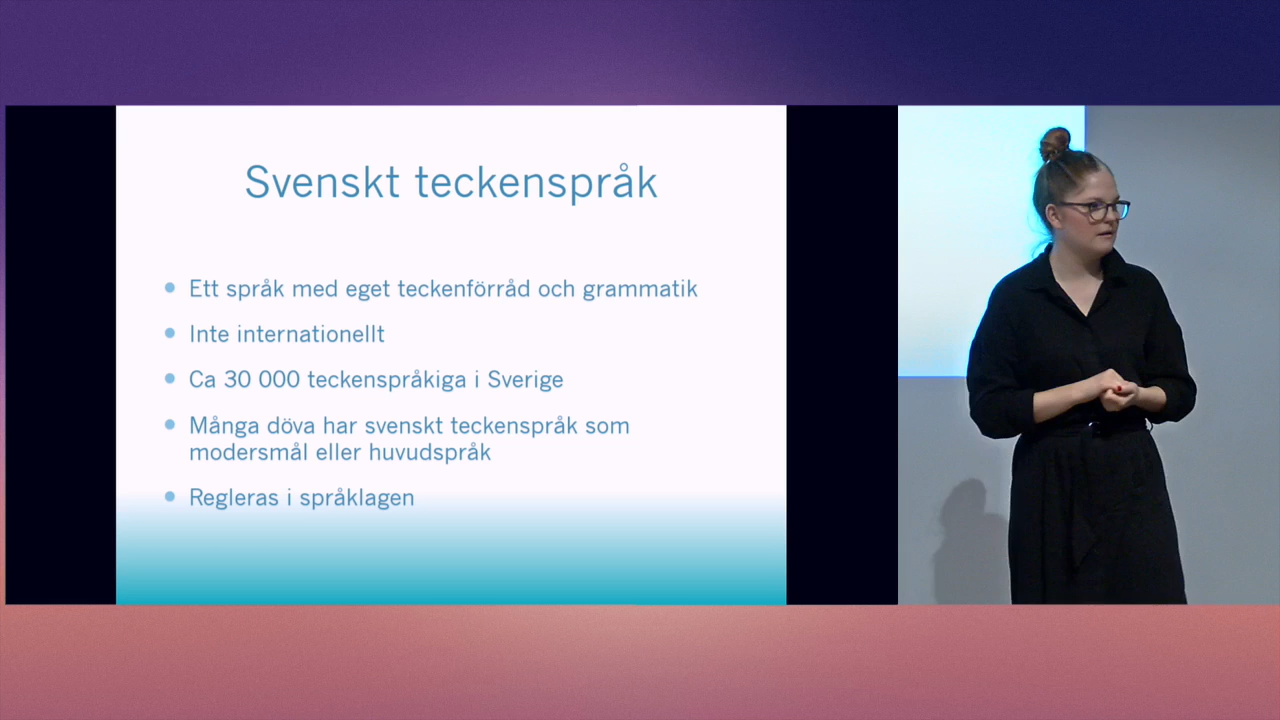 Svenskt teckenspråk
Ett språk med eget teckenförråd och grammatik
Inte internationellt
Ca 30 000 teckenspråkiga i Sverige
Många döva har svenskt teckenspråk som
modersmål eller huvudspråk
Regleras i språklagen